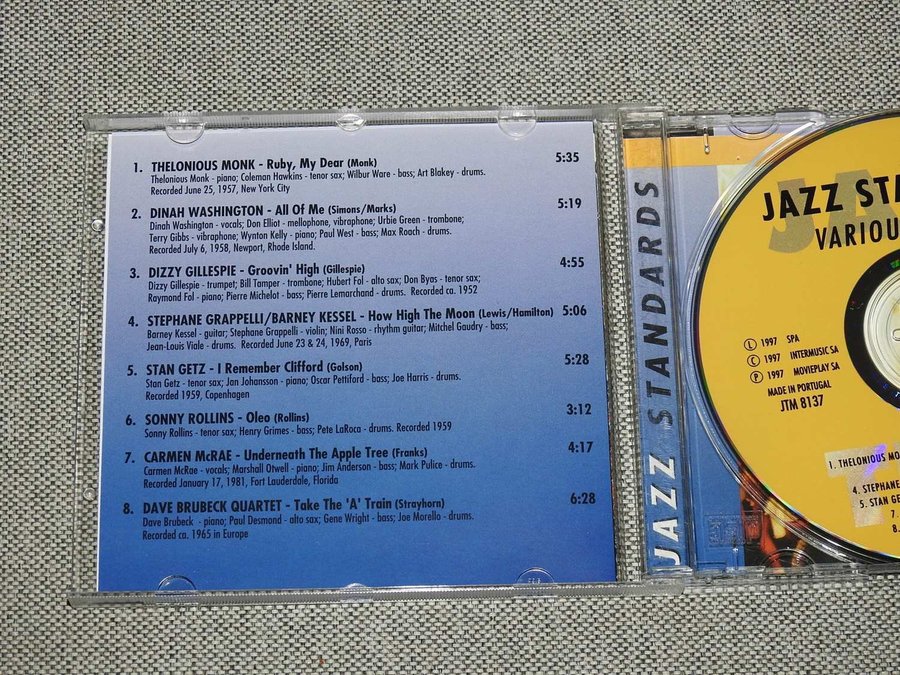 1. THELONIOUS MONK - Ruby, My Dear (Monk) 5:35
Thelonious Monk - piano; Coleman Hawkins - tenor sax; Wilbur Ware - bass; Art Blakey - drums.
Recorded June 25, 1957, New York City
2. DINAH WASHINGTON - All Of Me (Simons/Marks) 5:19
Dinah Washington - vocals; Don Elliot - mellophone, vibraphone; Urbie Green - trombone;
Terry Gibbs - vibraphone; Wynton Kelly - piano; Paul West - bass; Max Roach - drums.
Recorded July 6, 1958, Newport, Rhode Island.
3. DIZZY GILLESPIE - Groovin' High (Gillespie) 4:55
Dizzy Gillespie - trumpet; Bill Tamper - trombone; Hubert Fol - alto sax; Don Byas - tenor sax;
Raymond Fol - piano; Pierre Michelot - bass; Pierre Lemarchand - drums. Recorded ca. 1952
4. STEPHANE GRAPPELLI/BARNEY KESSEL - How High The Moon (Lewis/Hamilton) 5:06
Barney Kessel - guitar; Stephane Grappelli - violin; Nini Rosso - rhythm guitar; Mitchel Gaudry - bass;
Jean-Louis Viale - drums. Recorded June 23 & 24, 1969, Paris
5. STAN GETZ - I Remember Clifford (Golson) 5:28
Stan Getz - tenor sax; Jan Johansson - piano; Oscar Pettiford - bass; Joe Harris - drums.
Recorded 1959, Copenhagen
6. SONNY ROLLINS - Oleo (Rollins) 3:12
Sonny Rollins - tenor sax; Henry Grimes - bass; Pete LaRoca - drums. Recorded 1959
7. CARMEN McRAE - Underneath The Apple Tree (Franks) 4:17
Carmen McRae - vocals; Marshall Otwell - piano; Jim Anderson - bass; Mark Pulice - drums.
Recorded January 17, 1981, Fort Lauderdale, Florida
8. DAVE BRUBECK QUARTET - Take The 'A' Train (Strayhorn) 6:28
Dave Brubeck - piano; Paul Desmond - alto sax; Gene Wright - bass; Joe Morello - drums.
Recorded ca. 1965 in Europe
JAZZ STANDARDS
JA
JAZZ STA
VARIOU
Ⓛ 1997 SPA
Ⓒ 1997 INTERMUSIC SA
Ⓟ 1997 MOVIEPLAY SA
MADE IN PORTUGAL
JTM 8137
1. THELONIOUS MO
4. STEPHANE
5. STAN GE
7.
8.